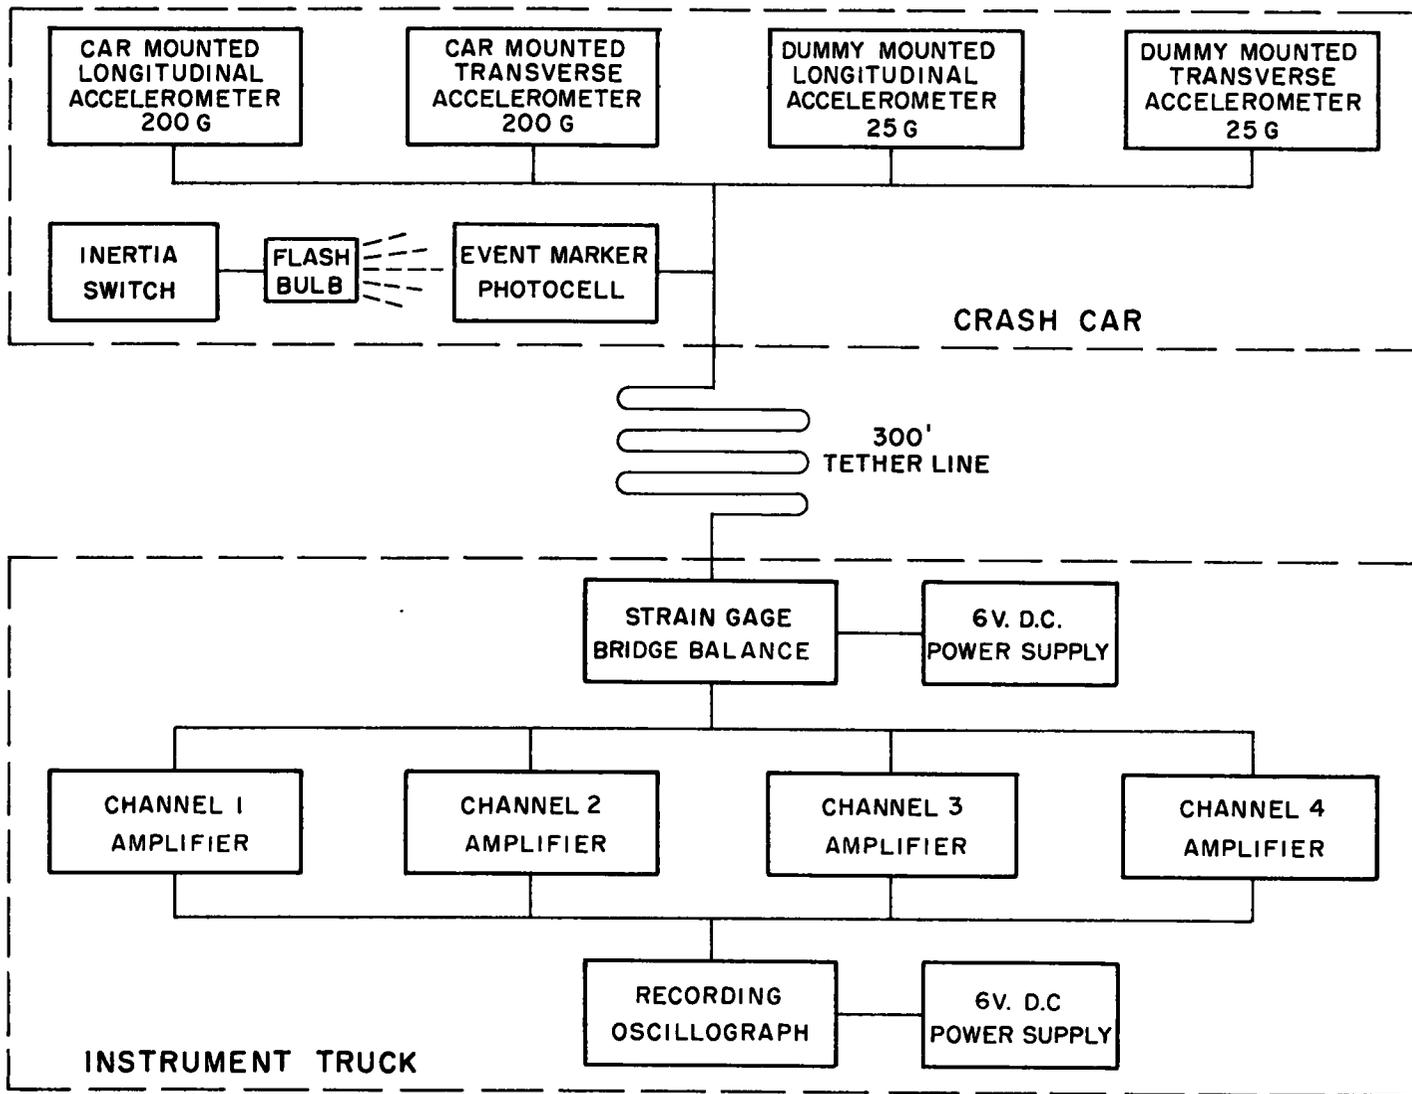 CAR MOUNTED
LONGITUDINAL
ACCELEROMETER
200 G
CAR MOUNTED
TRANSVERSE
ACCELEROMETER
200 G
DUMMY MOUNTED
LONGITUDINAL
ACCELEROMETER
25 G
DUMMY MOUNTED
TRANSVERSE
ACCELEROMETER
25 G
INERTIA
SWITCH
FLASH
BULB
EVENT MARKER
PHOTOCELL
CRASH CAR
300'
TETHER LINE
STRAIN GAGE
BRIDGE BALANCE
6V. D.C.
POWER SUPPLY
CHANNEL 1
AMPLIFIER
CHANNEL 2
AMPLIFIER
CHANNEL 3
AMPLIFIER
CHANNEL 4
AMPLIFIER
RECORDING
OSCILLOGRAPH
6V. D.C
POWER SUPPLY
INSTRUMENT TRUCK